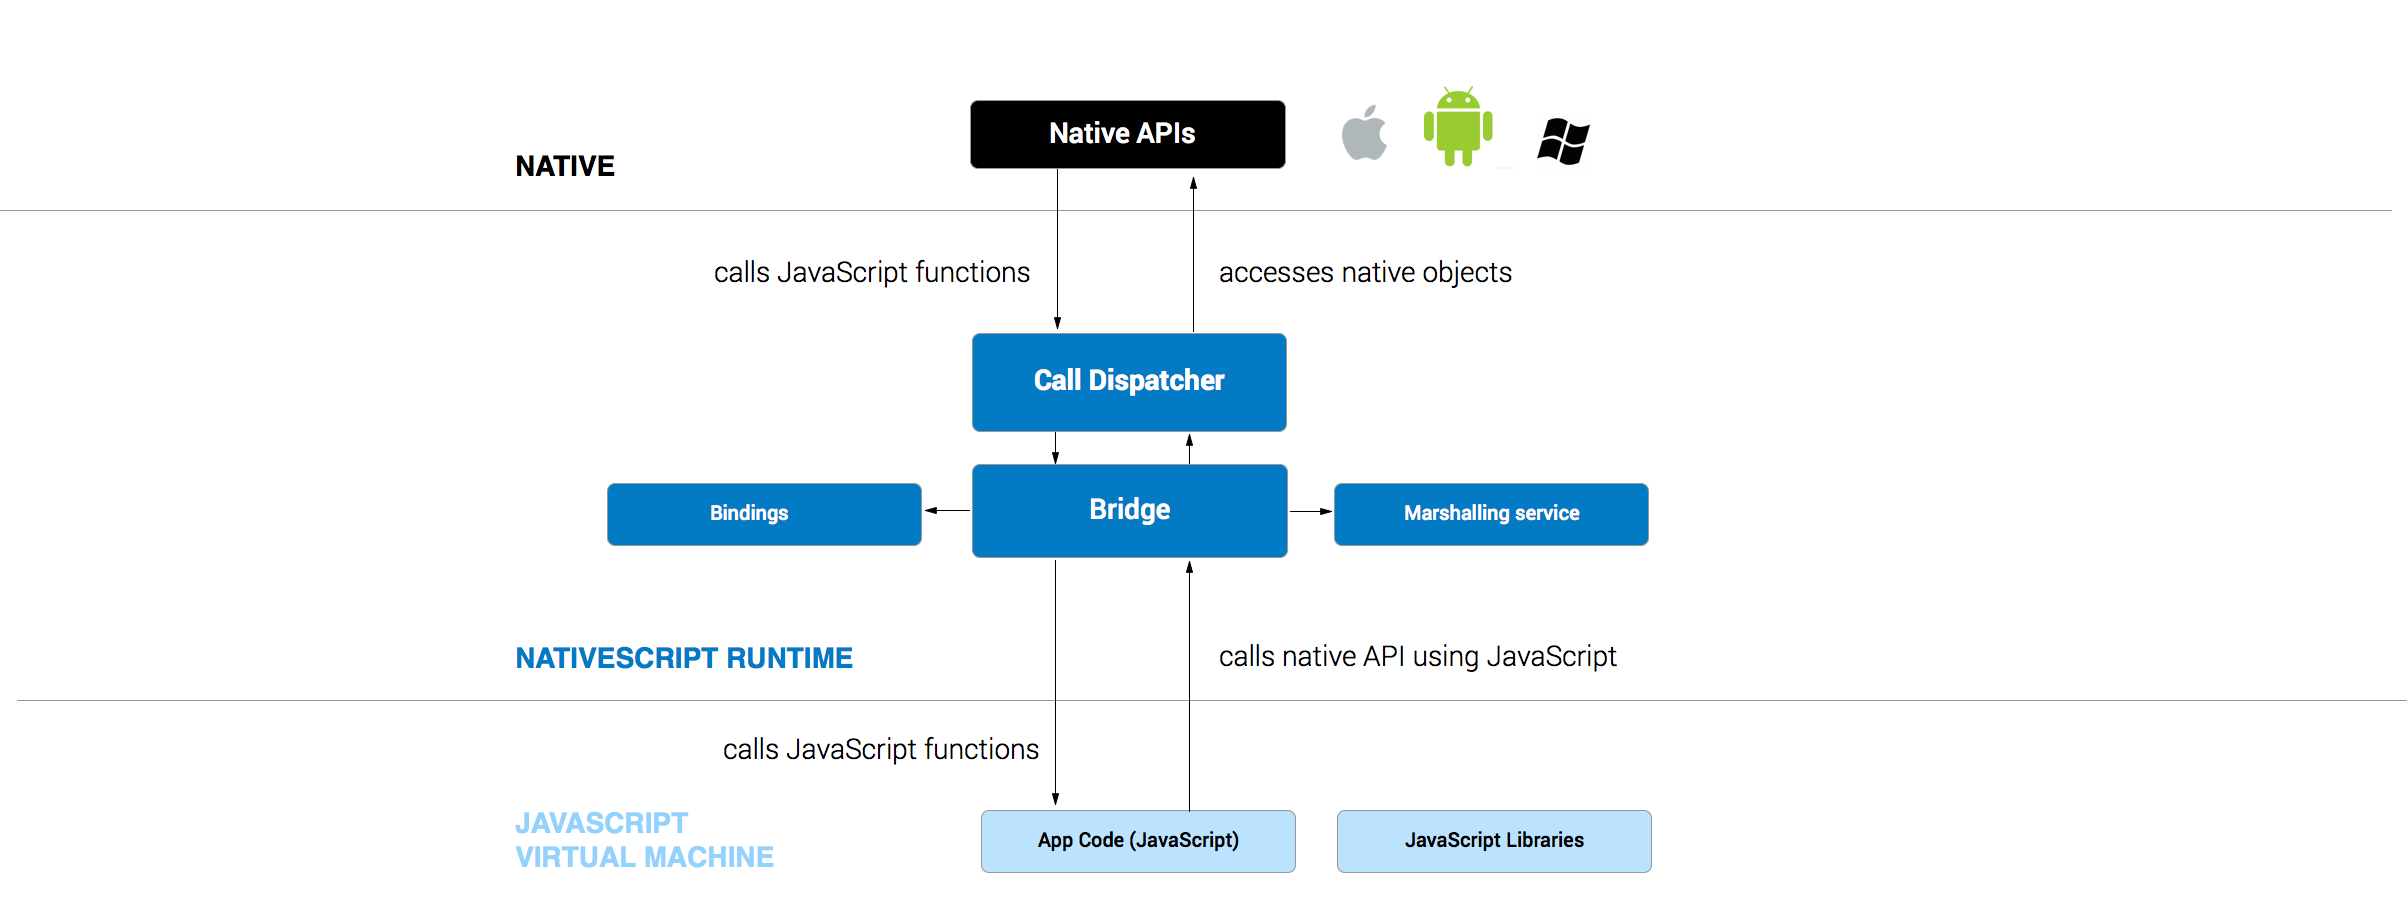 Native APIs
NATIVE
calls JavaScript functions
accesses native objects
Call Dispatcher
Bindings
Bridge
Marshalling service
NATIVESCRIPT RUNTIME
calls native API using JavaScript
calls JavaScript functions
JAVASCRIPT
VIRTUAL MACHINE
App Code (JavaScript)
JavaScript Libraries